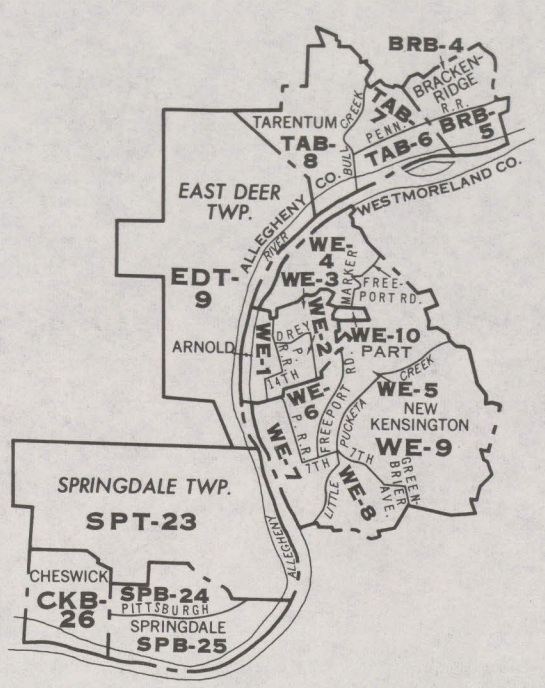 BRB-4
BRACKEN-
RIDGE
R.R.
TAB-
7
CREEK
TARENTUM
TAB-
8
PENN.
TAB-6
BRB-
5
BULL
EAST DEER
TWP.
ALLEGHENY CO.
WESTMORELAND CO.
RIVER
WE-
4
WE-3
MARKER
FREE-
PORT RD.
EDT-
9
WE-1
DREY
P.
R.R.
WE-2
WE-10
PART
ARNOLD
14TH
CREEK
WE-5
WE-
6
FREEPORT RD.
PUCKETA
NEW
KENSINGTON
WE-9
P. R.R.
WE-7
7TH
7TH
GREEN-
BRIER
AVE.
LITTLE
WE-8
SPRINGDALE TWP.
SPT-23
ALLEGHENY
CHESWICK
CKB-
26
SPB-24
PITTSBURGH
SPRINGDALE
SPB-25